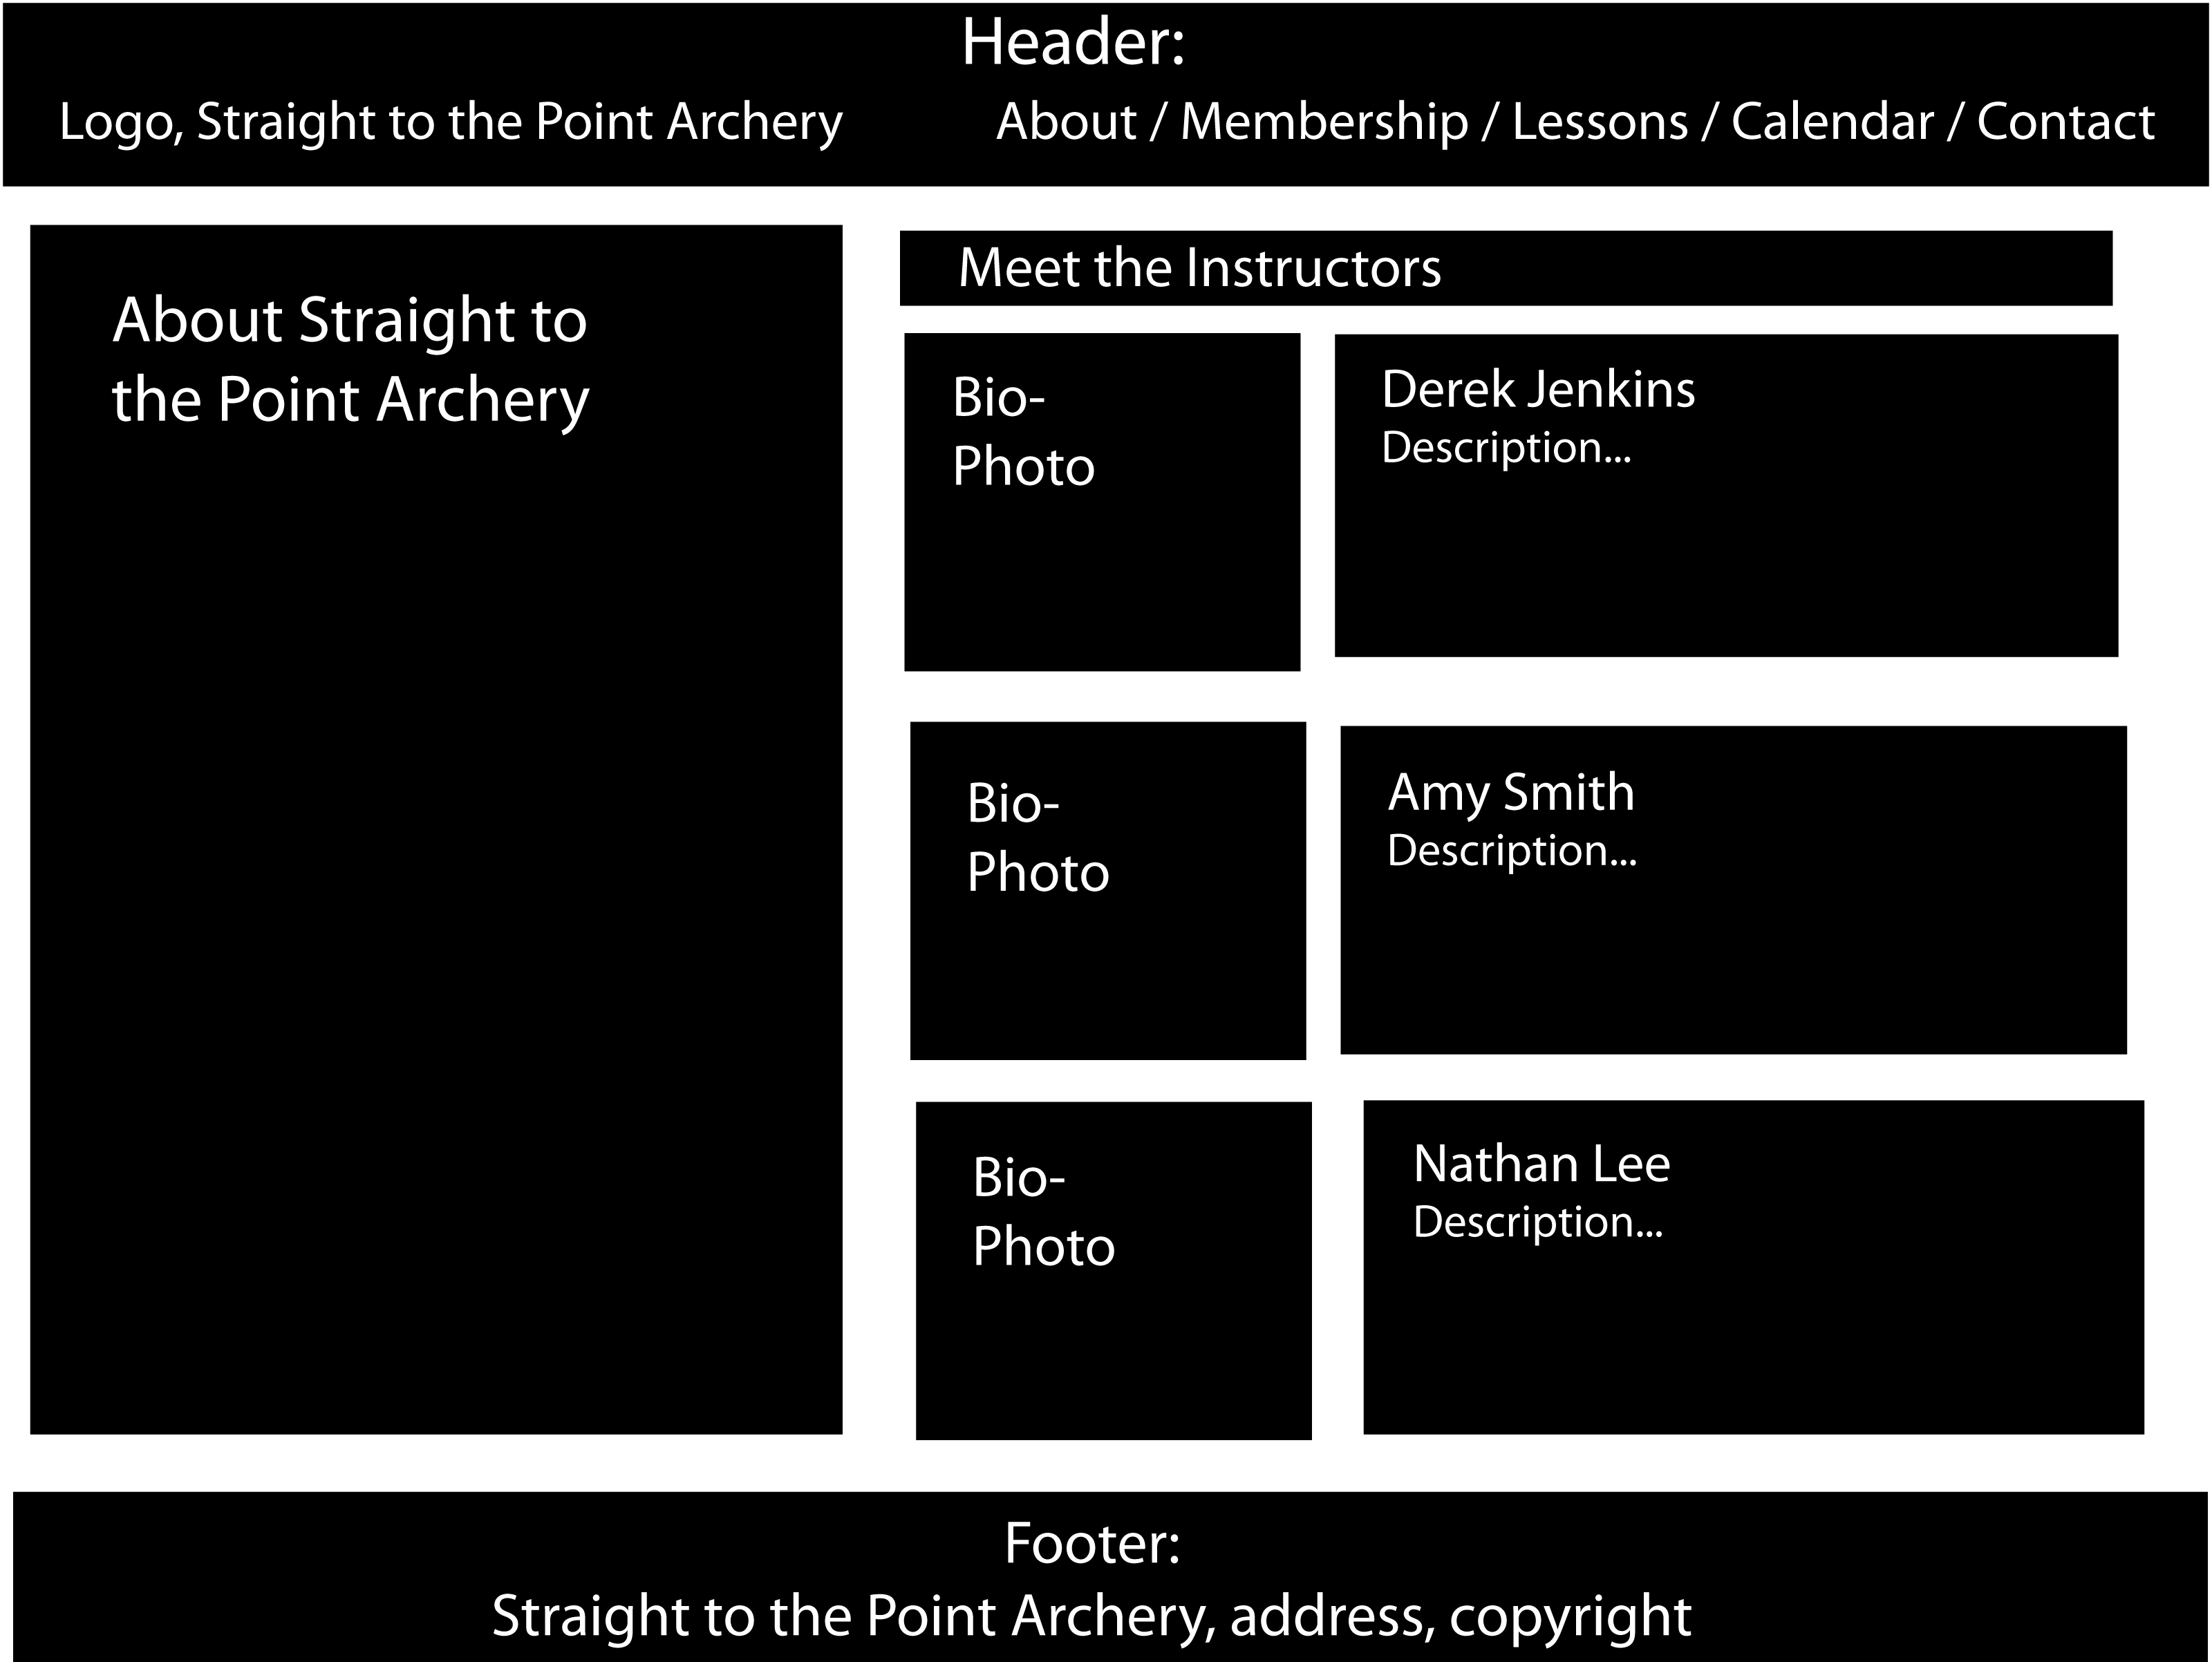 Header:
Logo, Straight to the Point Archery
About / Membership / Lessons / Calendar / Contact
About Straight to
the Point Archery
Meet the Instructors
Bio-
Photo
Derek Jenkins
Description...
Bio-
Photo
Amy Smith
Description...
Bio-
Photo
Nathan Lee
Description...
Footer:
Straight to the Point Archery, address, copyright